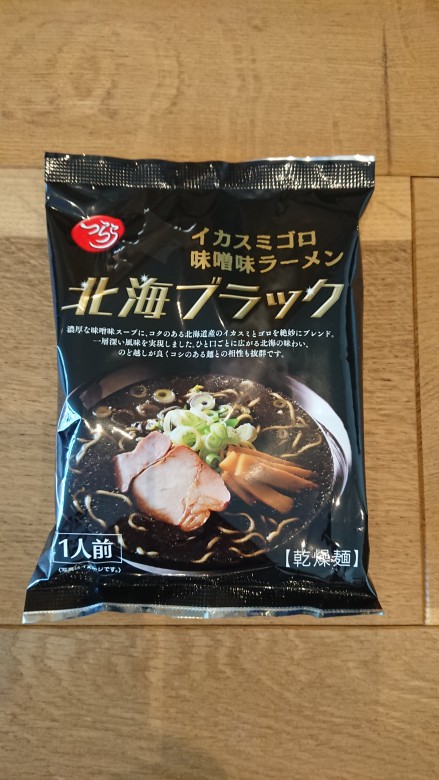 つらら
イカスミゴロ
味噌味ラーメン
北海ブラック
濃厚な味噌味スープに、コクのある北海道産のイカスミとゴロを絶妙にブレンド。
一層深い風味を実現しました。ひと口ごとに広がる北海の味わい。
のど越しが良くコシのある麺との相性も抜群です。
1人前
【乾燥麺】